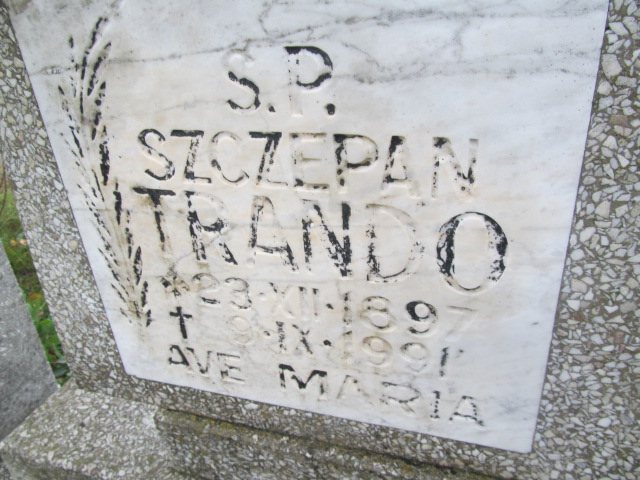 S.P.
SZCZEPAN
TRANDO
* 23·XII·1897
† 9·IX·1991
AVE MARIA